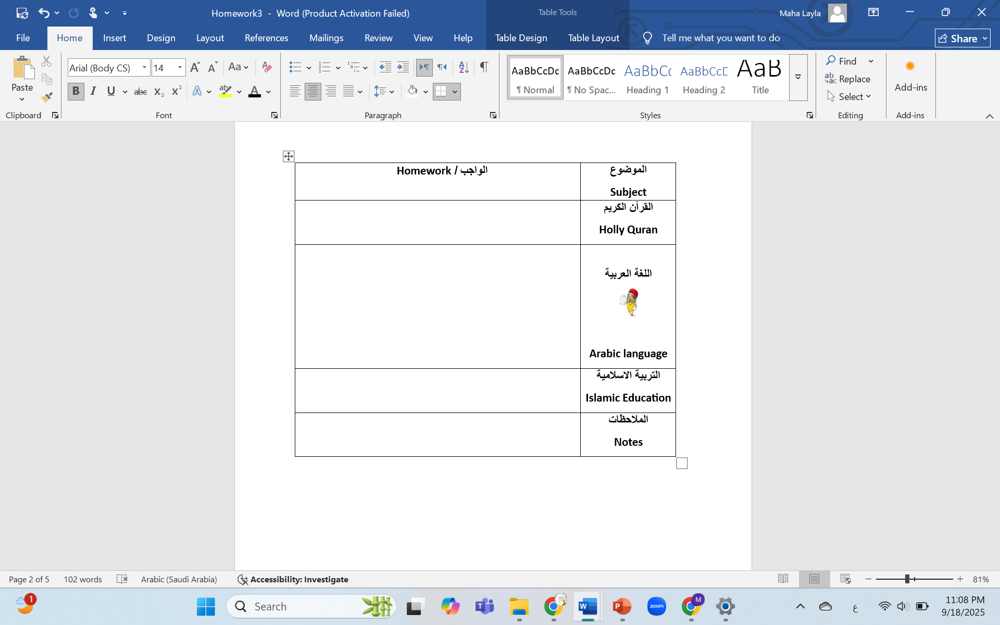 Homework3 - Word (Product Activation Failed)
Table Tools
Maha Layla
File
Home
Insert
Design
Layout
References
Mailings
Review
View
Help
Table Design
Table Layout
Tell me what you want to do
Share
Paste
Clipboard
Arial (Body CS)
14
Aa
Font
Paragraph
AaBbCcDc
¶ Normal
AaBbCcDc
¶ No Spac...
AaBbCc
Heading 1
AaBbCcD
Heading 2
AaB
Title
Styles
Find
Replace
Select
Editing
Add-ins
Add-ins
الواجب / Homework
الموضوع
Subject
القرآن الكريم
Holly Quran
اللغة العربية
Arabic language
التربية الاسلامية
Islamic Education
الملاحظات
Notes
Page 2 of 5
102 words
Arabic (Saudi Arabia)
Accessibility: Investigate
81%
1
Search
zoom
M
ع
11:08 PM
9/18/2025